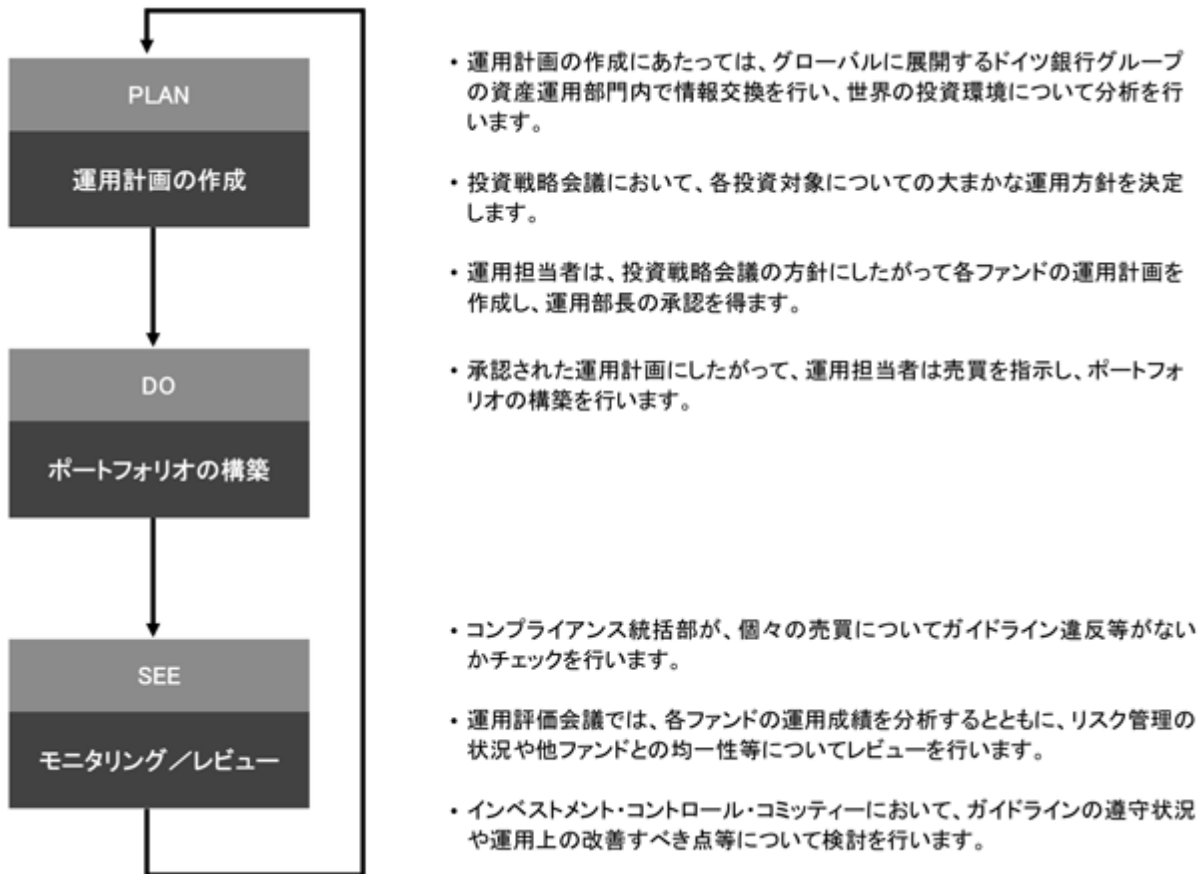 PLAN
運用計画の作成
・運用計画の作成にあたっては、グローバルに展開するドイツ銀行グループ
の資産運用部門内で情報交換を行い、世界の投資環境について分析を行
います。
・投資戦略会議において、各投資対象についての大まかな運用方針を決定
します。
・運用担当者は、投資戦略会議の方針にしたがって各ファンドの運用計画を
作成し、運用部長の承認を得ます。
DO
ポートフォリオの構築
・承認された運用計画にしたがって、運用担当者は売買を指示し、ポートフォ
リオの構築を行います。
SEE
モニタリング／レビュー
・コンプライアンス統括部が、個々の売買についてガイドライン違反等がない
かチェックを行います。
・運用評価会議では、各ファンドの運用成績を分析するとともに、リスク管理の
状況や他ファンドとの均一性等についてレビューを行います。
・インベストメント・コントロール・コミッティーにおいて、ガイドラインの遵守状況
や運用上の改善すべき点等について検討を行います。